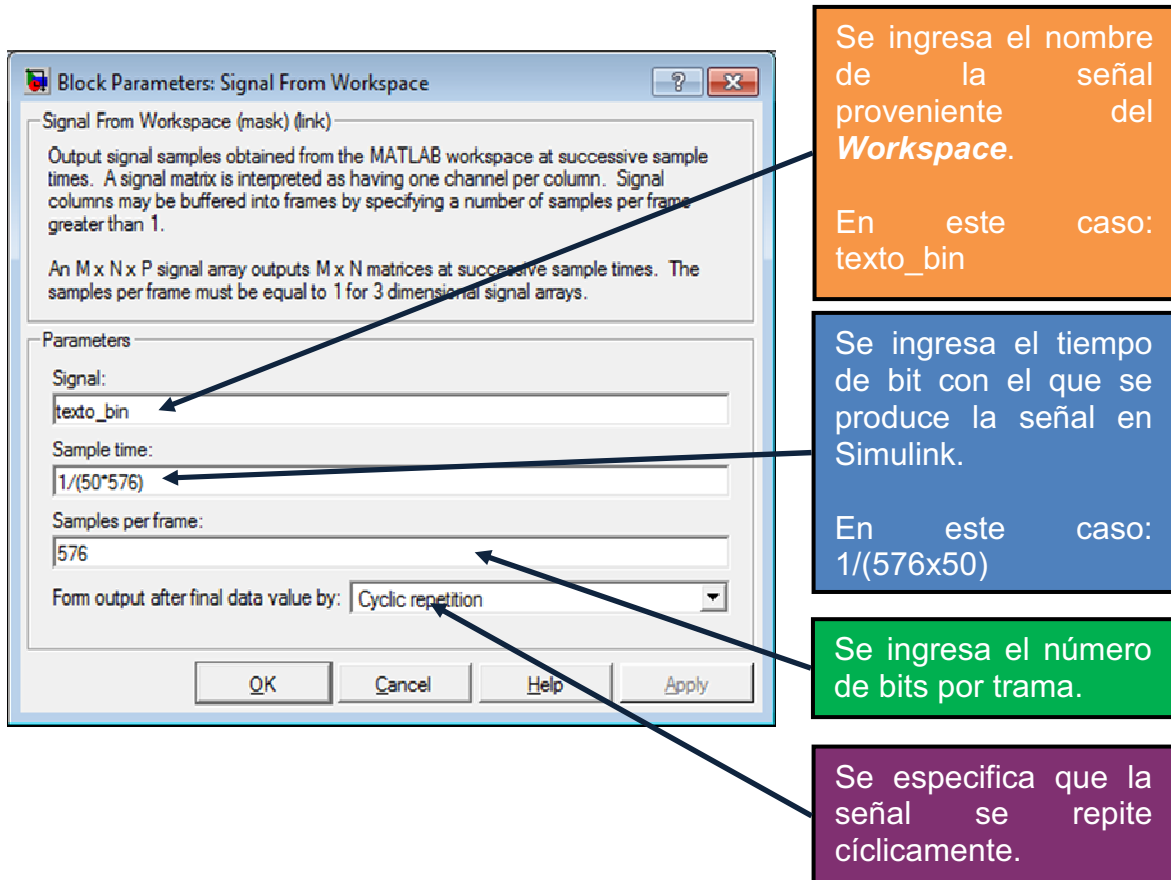 Block Parameters: Signal From Workspace
Signal From Workspace (mask) (link)
Output signal samples obtained from the MATLAB workspace at successive sample
times. A signal matrix is interpreted as having one channel per column. Signal
columns may be buffered into frames by specifying a number of samples per frame
greater than 1.
An M x N x P signal array outputs M x N matrices at successive sample times. The
samples per frame must be equal to 1 for 3 dimensional signal arrays.
Parameters
Signal:
texto_bin
Sample time:
1/(50*576)
Samples per frame:
576
Form output after final data value by: Cyclic repetition
OK Cancel Help Apply
Se ingresa el nombre
de la señal
proveniente del
Workspace.
En este caso:
texto_bin
Se ingresa el tiempo
de bit con el que se
produce la señal en
Simulink.
En este caso:
1/(576x50)
Se ingresa el número
de bits por trama.
Se especifica que la
señal se repite
cíclicamente.